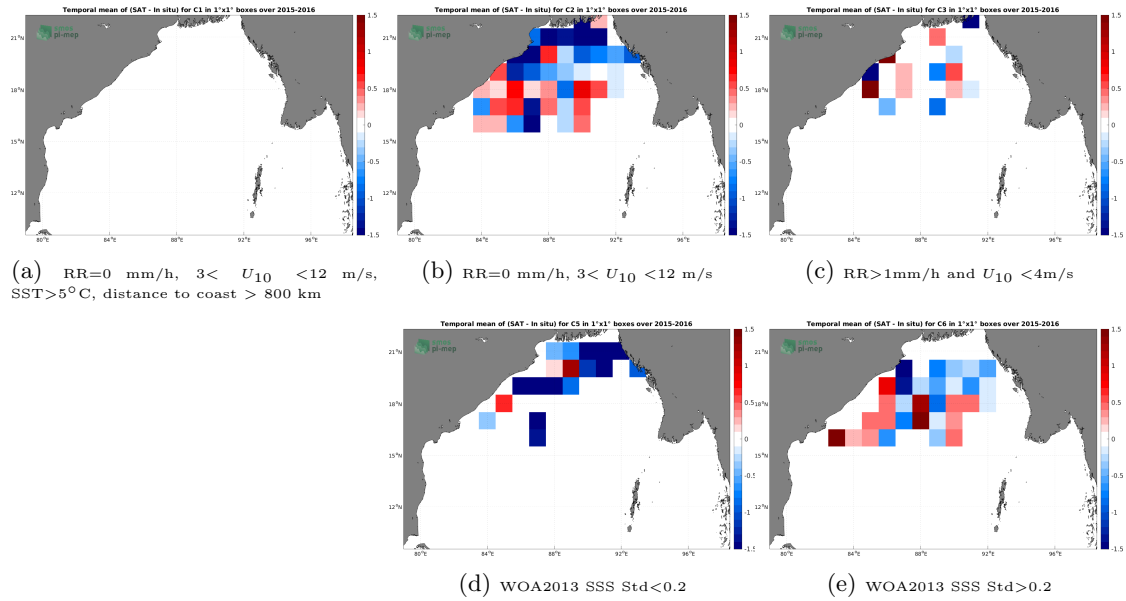 Temporal mean of (SAT - In situ) for C1 in 1°x1° boxes over 2015-2016
pi-mep
21°N
18°N
15°N
12°N
80°E 84°E 88°E 92°E 96°E
1.5
1
0.5
0
-0.5
-1
-1.5
(a) RR=0 mm/h, 3< U10 <12 m/s,
SST>5°C, distance to coast > 800 km
Temporal mean of (SAT - In situ) for C2 in 1°x1° boxes over 2015-2016
pi-mep
21°N
18°N
15°N
12°N
80°E 84°E 88°E 92°E 96°E
1.5
1
0.5
0
-0.5
-1
-1.5
(b) RR=0 mm/h, 3< U10 <12 m/s
Temporal mean of (SAT - In situ) for C3 in 1°x1° boxes over 2015-2016
pi-mep
21°N
18°N
15°N
12°N
80°E 84°E 88°E 92°E 96°E
1.5
1
0.5
0
-0.5
-1
-1.5
(c) RR>1mm/h and U10 <4m/s
Temporal mean of (SAT - In situ) for C5 in 1°x1° boxes over 2015-2016
pi-mep
21°N
18°N
15°N
12°N
80°E 84°E 88°E 92°E 96°E
1.5
1
0.5
0
-0.5
-1
-1.5
(d) WOA2013 SSS Std<0.2
Temporal mean of (SAT - In situ) for C6 in 1°x1° boxes over 2015-2016
pi-mep
21°N
18°N
15°N
12°N
80°E 84°E 88°E 92°E 96°E
1.5
1
0.5
0
-0.5
-1
-1.5
(e) WOA2013 SSS Std>0.2